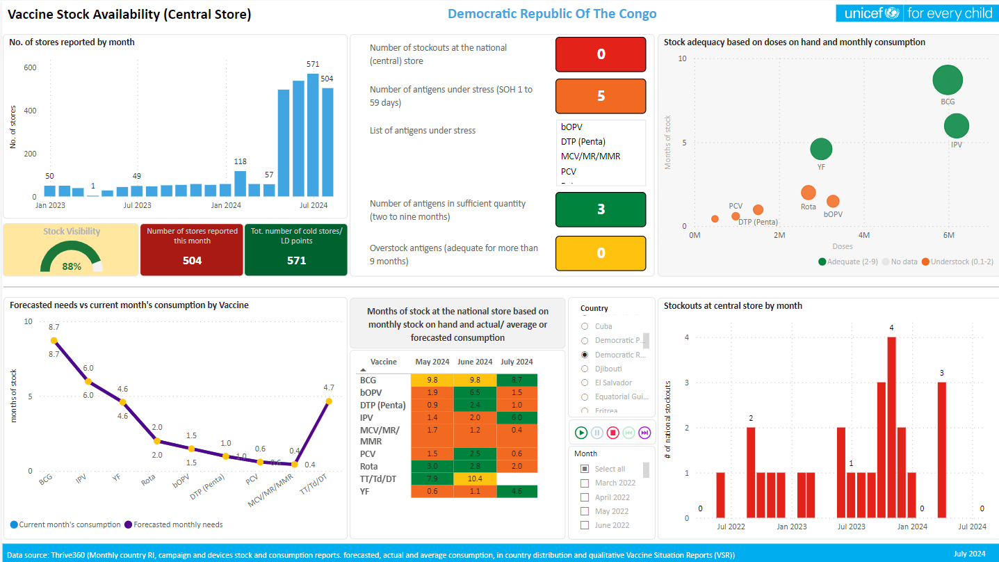 Vaccine Stock Availability (Central Store)
Democratic Republic Of The Congo
unicef for every child
No. of stores reported by month
No. of stores
600
400
200
0
50
1
49
118
57
571
504
Jan 2023
Jul 2023
Jan 2024
Jul 2024
Stock Visibility
88%
Number of stores reported
this month
504
Tot. number of cold stores/
LD points
571
Number of stockouts at the national
(central) store
0
Number of antigens under stress (SOH 1 to
59 days)
5
List of antigens under stress
bOPV
DTP (Penta)
MCV/MR/MMR
PCV
Number of antigens in sufficient quantity
(two to nine months)
3
Overstock antigens (adequate for more than
9 months)
0
Stock adequacy based on doses on hand and monthly consumption
Months of stock
10
5
0
BCG
IPV
YF
Rota
bOPV
PCV
DTP (Penta)
0M
2M
4M
6M
Doses
Adequate (2-9)
No data
Understock (0.1-2)
Forecasted needs vs current month's consumption by Vaccine
months of stock
10
5
0
8.7
8.7
6.0
6.0
4.6
4.6
2.0
2.0
1.5
1.5
1.0
1.0
0.6
0.6
0.4
0.4
4.7
BCG
IPV
YF
Rota
bOPV
DTP (Penta)
PCV
MCV/MR/MMR
TT/Td/DT
Current month's consumption
Forecasted monthly needs
Months of stock at the national store based on
monthly stock on hand and actual/ average or
forecasted consumption
Vaccine May 2024 June 2024 July 2024
BCG 9.8 9.8 8.7
bOPV 1.9 6.5 1.5
DTP (Penta) 0.9 2.4 1.0
IPV 1.4 2.0 6.0
MCV/MR/ 1.7 1.2 0.4
MMR
PCV 1.5 2.5 0.6
Rota 3.0 2.8 2.0
TT/Td/DT 7.9 10.4
YF 0.6 1.1 4.6
Country
Cuba
Democratic P...
Democratic R...
Djibouti
El Salvador
Equatorial Gui...
Eritrea
Month
Select all
March 2022
April 2022
May 2022
June 2022
Stockouts at central store by month
# of national stockouts
4
3
2
1
0
0
2
1
4
0
3
0
Jul 2022
Jan 2023
Jul 2023
Jan 2024
Jul 2024
Data source: Thrive360 (Monthly country RI, campaign and devices stock and consumption reports. forecasted, actual and average consumption, in country distribution and qualitative Vaccine Situation Reports (VSR))
July 2024